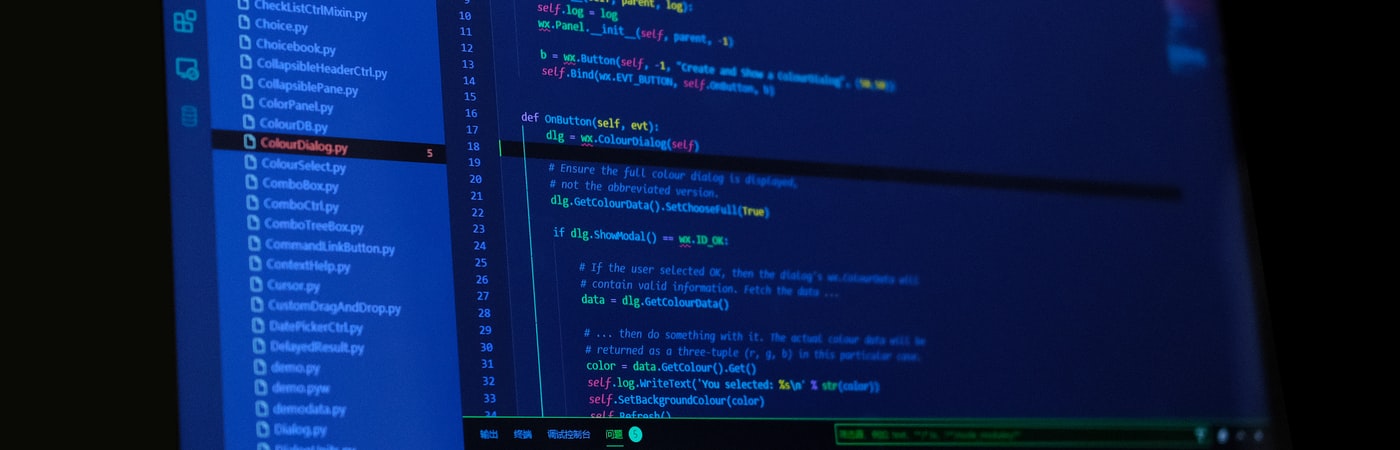 CheckListCtrlMixin.py
Choice.py
Choicebook.py
CollapsibleHeaderCtrl.py
CollapsiblePane.py
ColorPanel.py
ColourDB.py
ColourDialog.py 5
ColourSelect.py
ComboBox.py
ComboCtrl.py
ComboTreeBox.py
CommandLinkButton.py
ContextHelp.py
Cursor.py
CustomDragAndDrop.py
DatePickerCtrl.py
DelayedResult.py
demo.py
demo.pyw
demodata.py
Dialog.py
parent, log):
10 self.log = log
11 wx.Panel.__init__(self, parent, -1)
12
13 b = wx.Button(self, -1, "Create and Show a ColourDialog", (50,50))
14 self.Bind(wx.EVT_BUTTON, self.OnButton, b)
15
16 def OnButton(self, evt):
17 dlg = wx.ColourDialog(self)
18
19 # Ensure the full colour dialog is displayed,
20 # not the abbreviated version.
21 dlg.GetColourData().SetChooseFull(True)
22
23 if dlg.ShowModal() == wx.ID_OK:
24
25 # If the user selected OK, then the dialog's wx.ColourData will
26 # contain valid information. Fetch the data ...
27 data = dlg.GetColourData()
28
29 # ... then do something with it. The actual colour data will be
30 # returned as a three-tuple (r, g, b) in this particular case.
31 color = data.GetColour().Get()
32 self.log.WriteText('You selected: %s\n' % str(color))
33 self.SetBackgroundColour(color)
34 self.Refresh()
输出 终端 调试控制台 问题 5